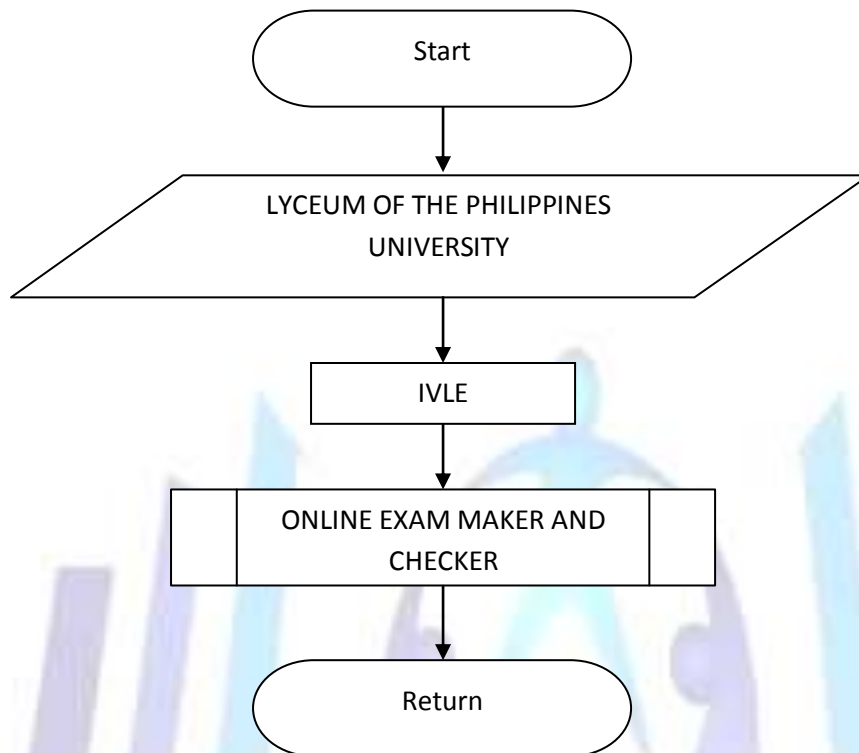 Start
LYCEUM OF THE PHILIPPINES
UNIVERSITY
IVLE
ONLINE EXAM MAKER AND
CHECKER
Return